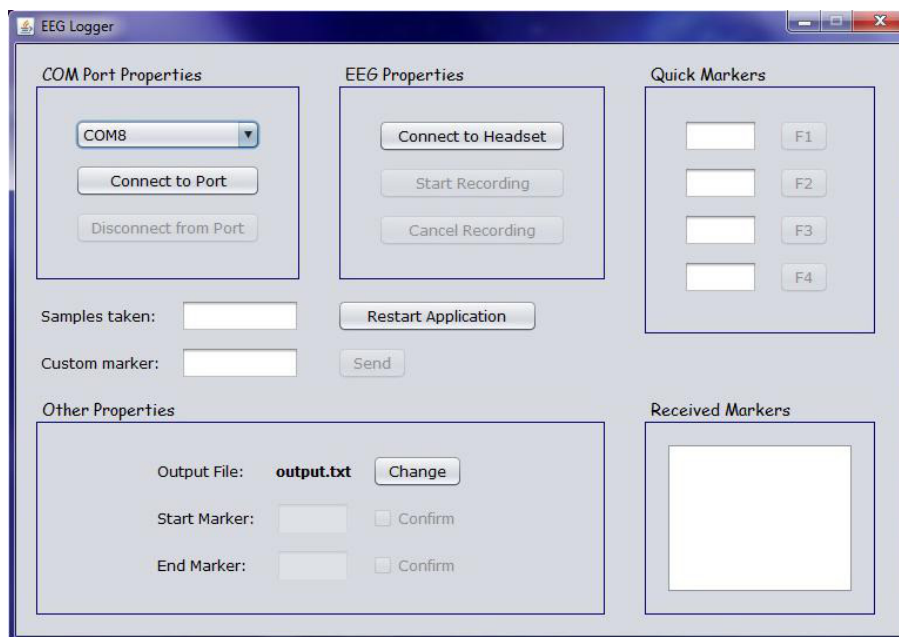 EEG Logger
COM Port Properties
COM8
Connect to Port
Disconnect from Port
EEG Properties
Connect to Headset
Start Recording
Cancel Recording
Quick Markers
F1
F2
F3
F4
Samples taken:
Restart Application
Custom marker:
Send
Other Properties
Output File: output.txt Change
Start Marker: Confirm
End Marker: Confirm
Received Markers